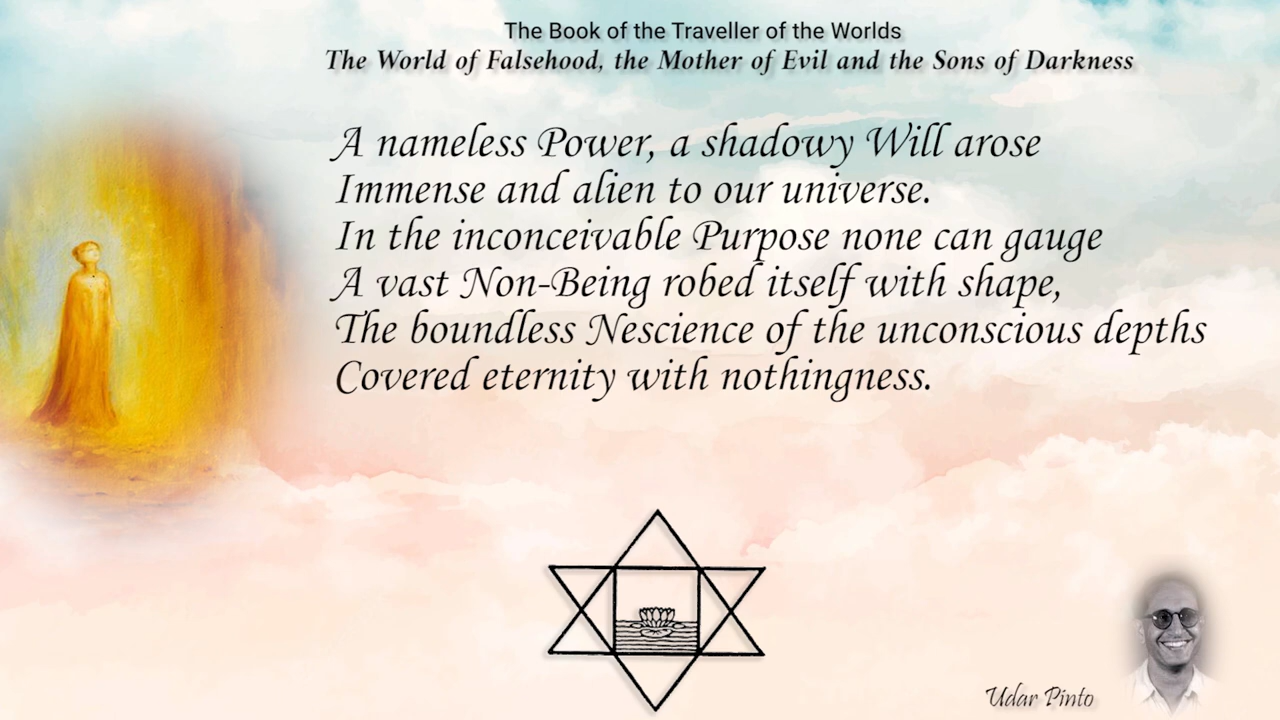 The Book of the Traveller of the Worlds
The World of Falsehood, the Mother of Evil and the Sons of Darkness
A nameless Power, a shadowy Will arose
Immense and alien to our universe.
In the inconceivable Purpose none can gauge
A vast Non-Being robed itself with shape,
The boundless Nescience of the unconscious depths
Covered eternity with nothingness.
Udar Pinto